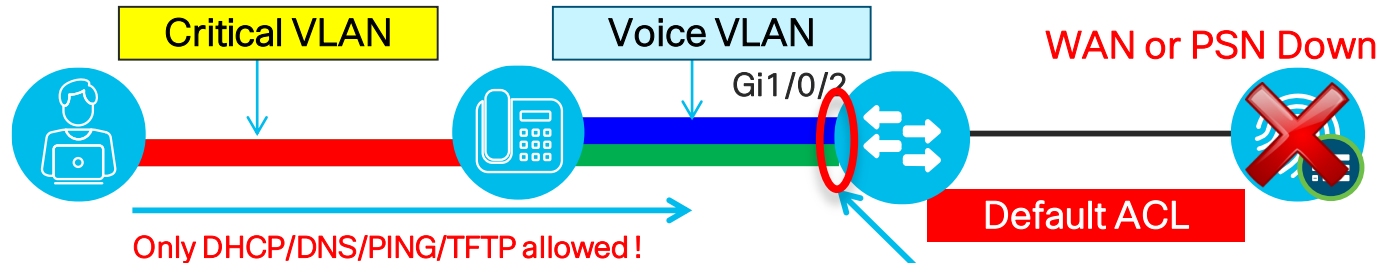 Critical VLAN
Voice VLAN
WAN or PSN Down
Gi1/0/2
Default ACL
Only DHCP/DNS/PING/TFTP allowed !